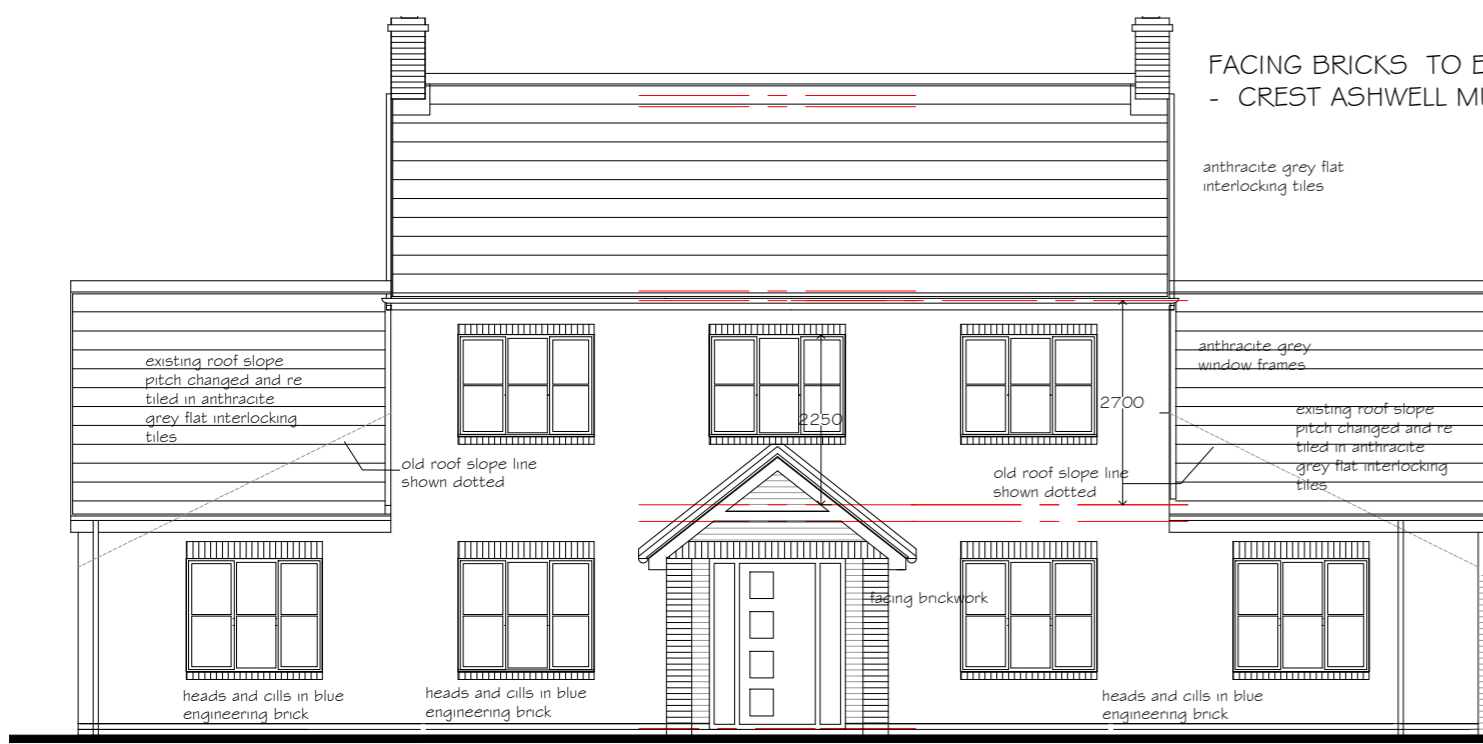 FACING BRICKS TO
- CREST ASHWELL
anthracite grey flat
interlocking tiles
existing roof slope
pitch changed and re
tiled in anthracite
grey flat interlocking
tiles
old roof slope line
shown dotted
2250
2700
anthracite grey
window frames
existing roof slope
pitch changed and re
tiled in anthracite
grey flat interlocking
tiles
old roof slope line
shown dotted
facing brickwork
heads and cills in blue
engineering brick
heads and cills in blue
engineering brick
heads and cills in blue
engineering brick